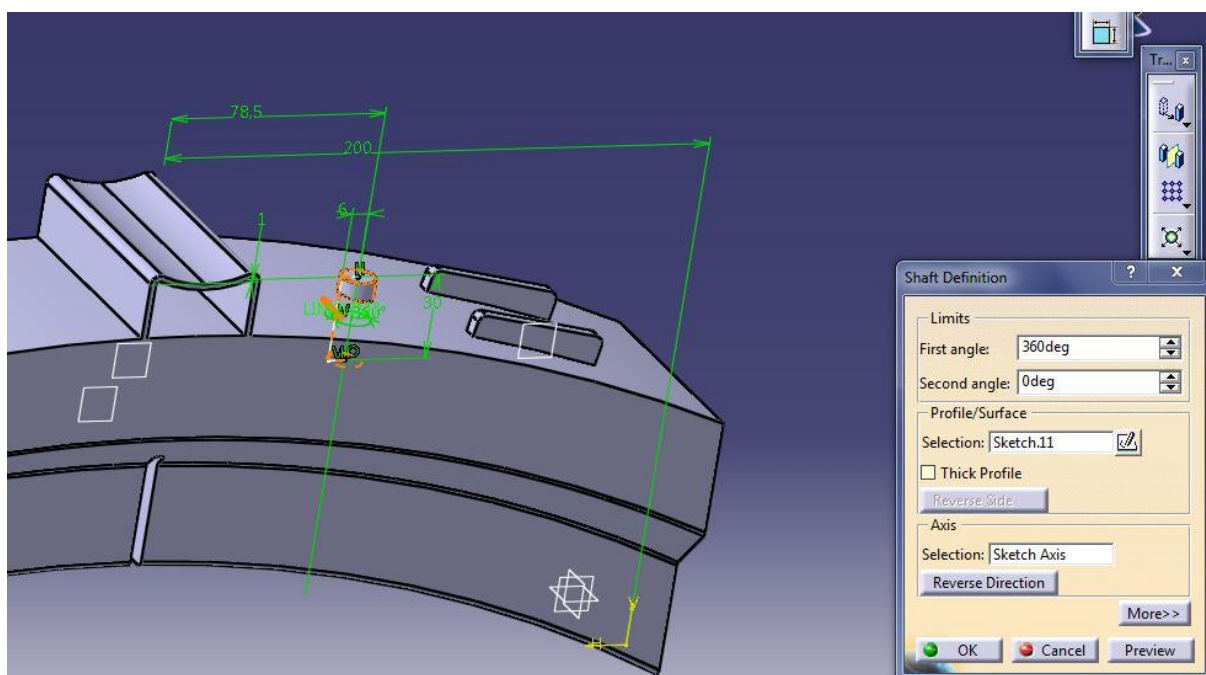 Tr...
78,5
200
6
1
30
H
V
Shaft Definition
Limits
First angle: 360deg
Second angle: 0deg
Profile/Surface
Selection: Sketch.11
Thick Profile
Reverse Side
Axis
Selection: Sketch Axis
Reverse Direction
More>>
OK Cancel Preview